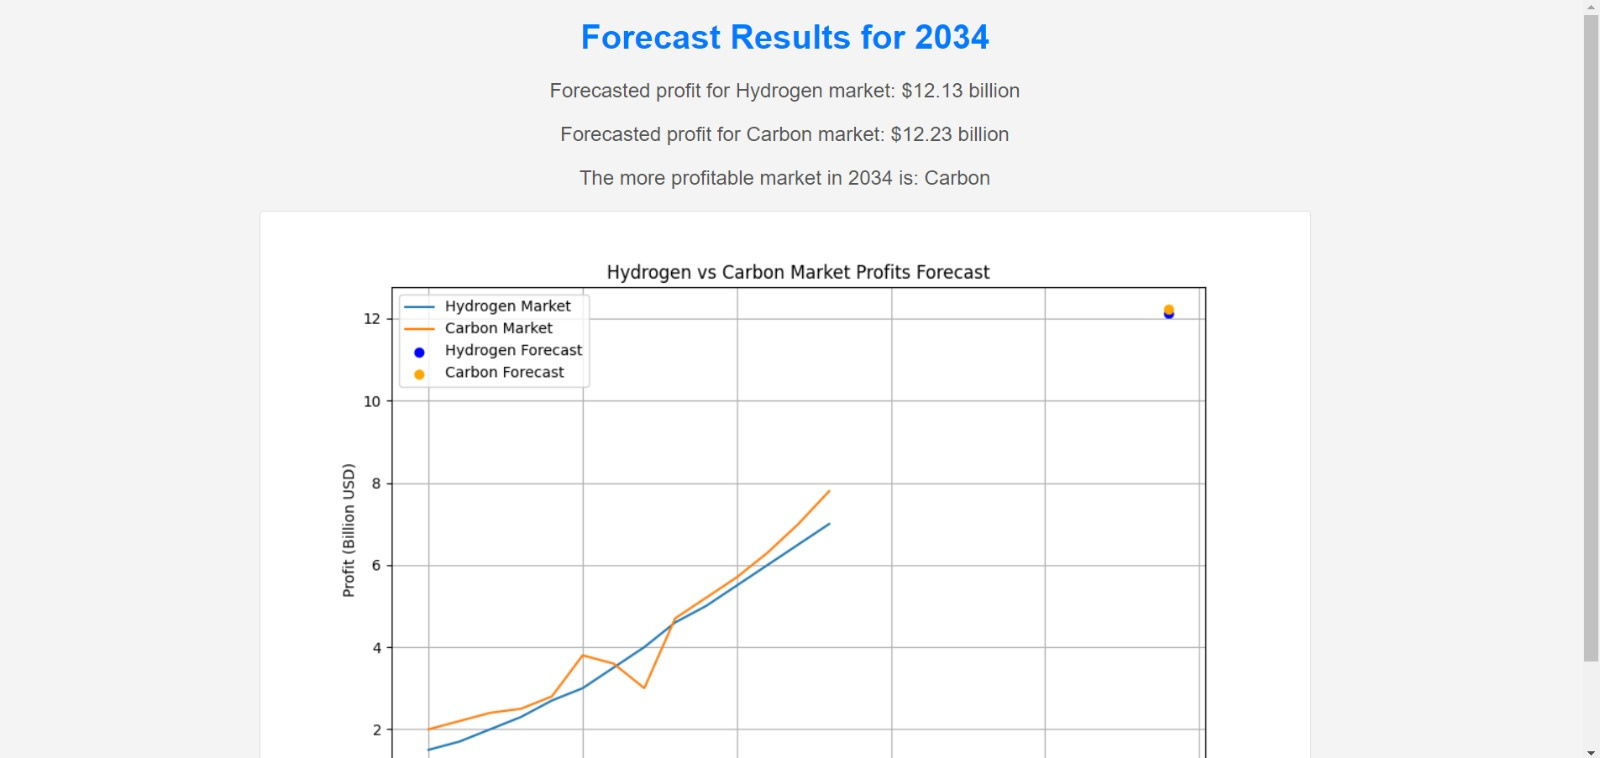 Forecast Results for 2034
Forecasted profit for Hydrogen market: $12.13 billion
Forecasted profit for Carbon market: $12.23 billion
The more profitable market in 2034 is: Carbon
Hydrogen vs Carbon Market Profits Forecast
Hydrogen Market
Carbon Market
Hydrogen Forecast
Carbon Forecast
Profit (Billion USD)
12
10
8
6
4
2